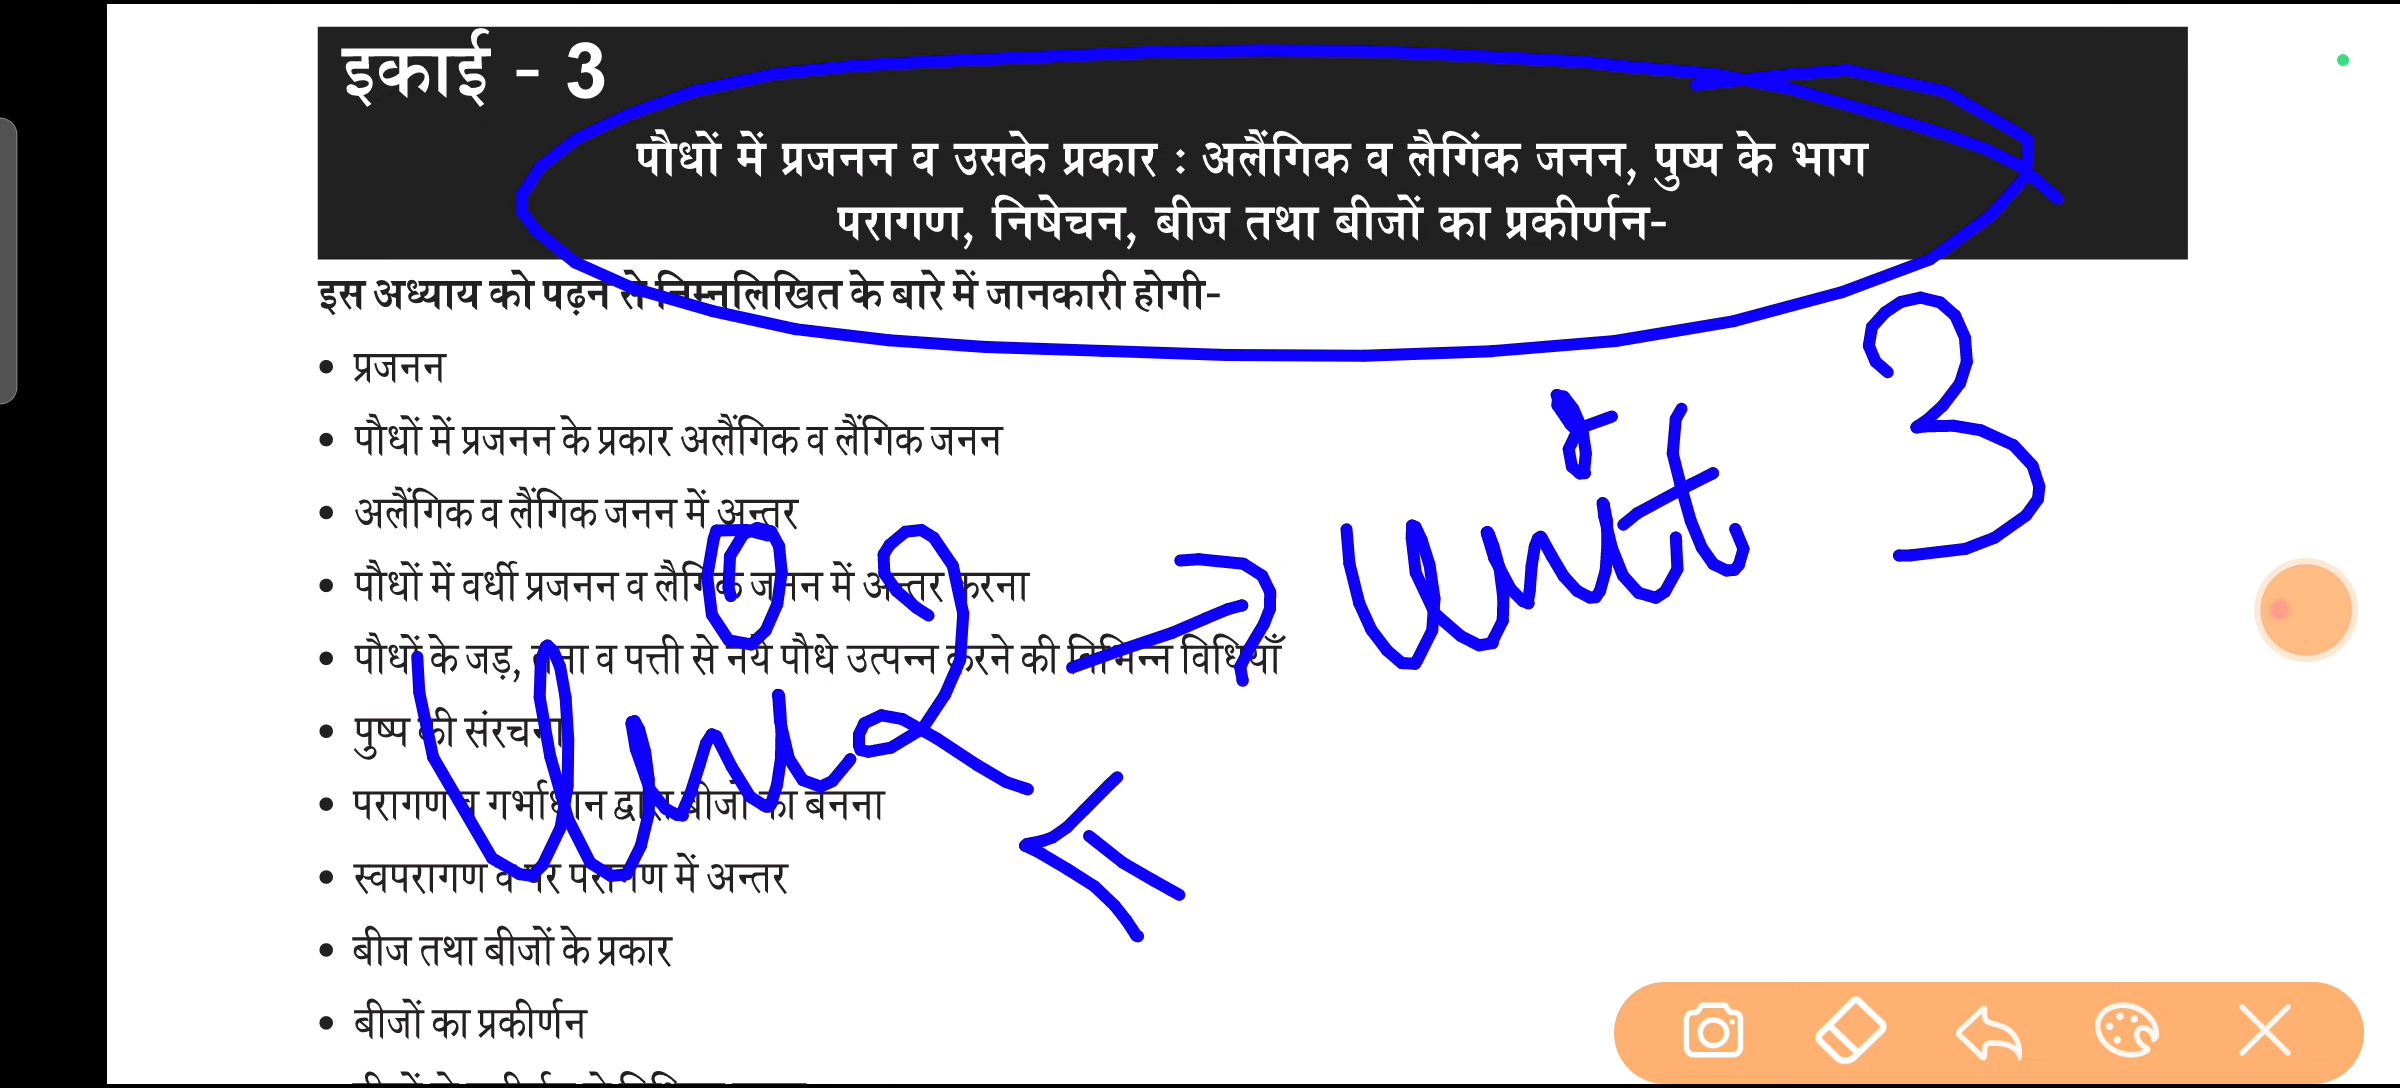 इकाई - 3
पौधों में प्रजनन व उसके प्रकार : अलैंगिक व लैगिंक जनन, पुष्प के भाग
परागण, निषेचन, बीज तथा बीजों का प्रकीर्णन-
इस अध्याय को पढ़ने से निम्नलिखित के बारे में जानकारी होगी-
• प्रजनन
• पौधों में प्रजनन के प्रकार अलैंगिक व लैंगिक जनन
• अलैंगिक व लैंगिक जनन में अन्तर
• पौधों में वर्धी प्रजनन व लैगिक जनन में अन्तर करना
• पौधों के जड़, तना व पत्ती से नये पौधे उत्पन्न करने की विभिन्न विधियाँ
• पुष्प की संरचना
• परागण व गर्भाधान द्वारा बीजों का बनना
• स्वपरागण व पर परागण में अन्तर
• बीज तथा बीजों के प्रकार
• बीजों का प्रकीर्णन
unit 3
2